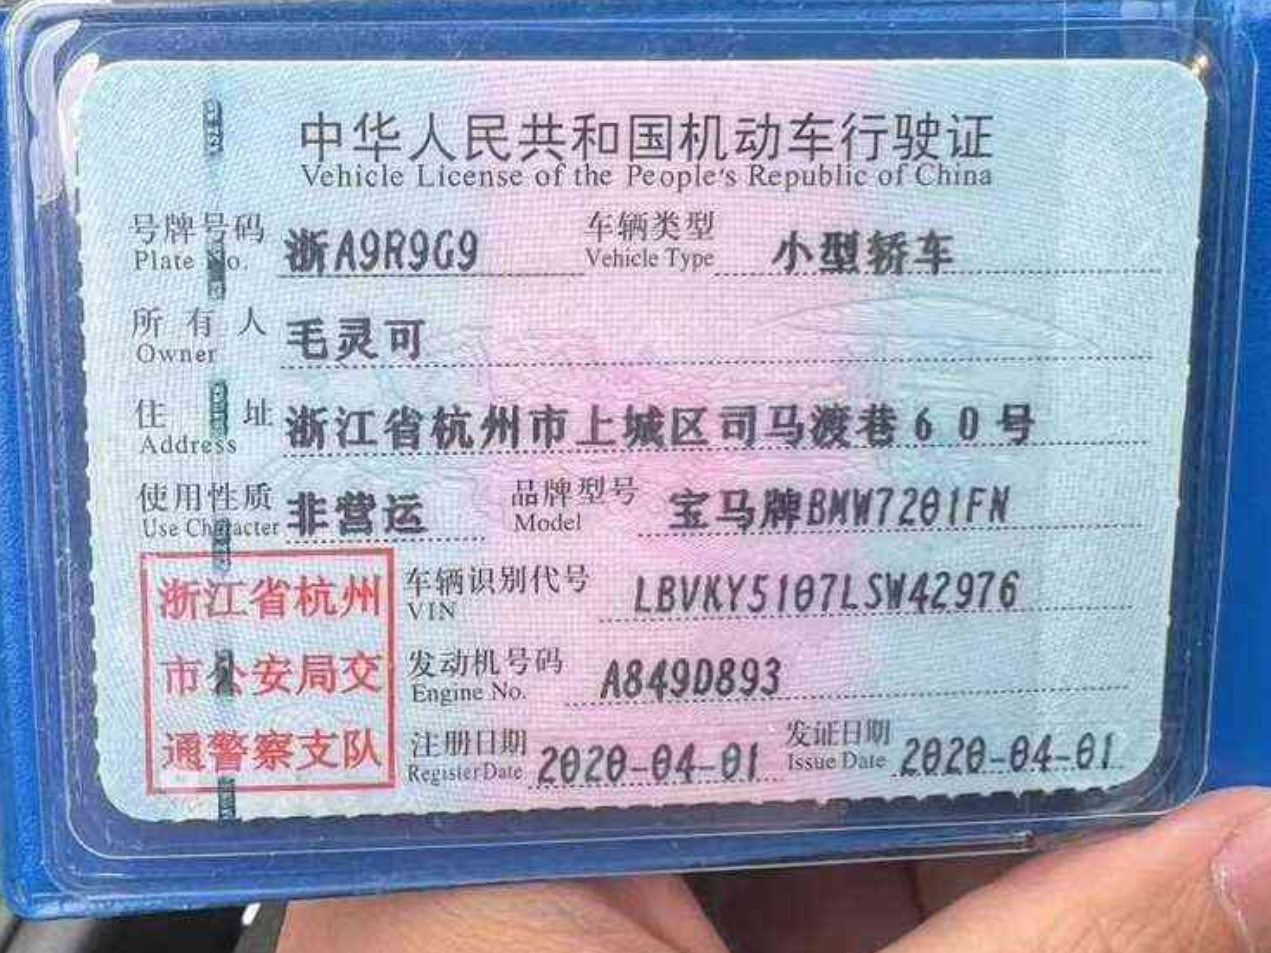 中华人民共和国机动车行驶证
Vehicle License of the People's Republic of China
号牌号码 浙A9R9G9 车辆类型 小型轿车
Plate No. Vehicle Type
所有人 毛灵可
Owner
住址 浙江省杭州市上城区司马渡巷60号
Address
使用性质 非营运 品牌型号 宝马牌BMW7201FN
Use Character Model
浙江省杭州
市公安局交
通警察支队
车辆识别代号 LBVKY5107LSW42976
VIN
发动机号码 A849D893
Engine No.
注册日期 2020-04-01 发证日期 2020-04-01
Register Date Issue Date